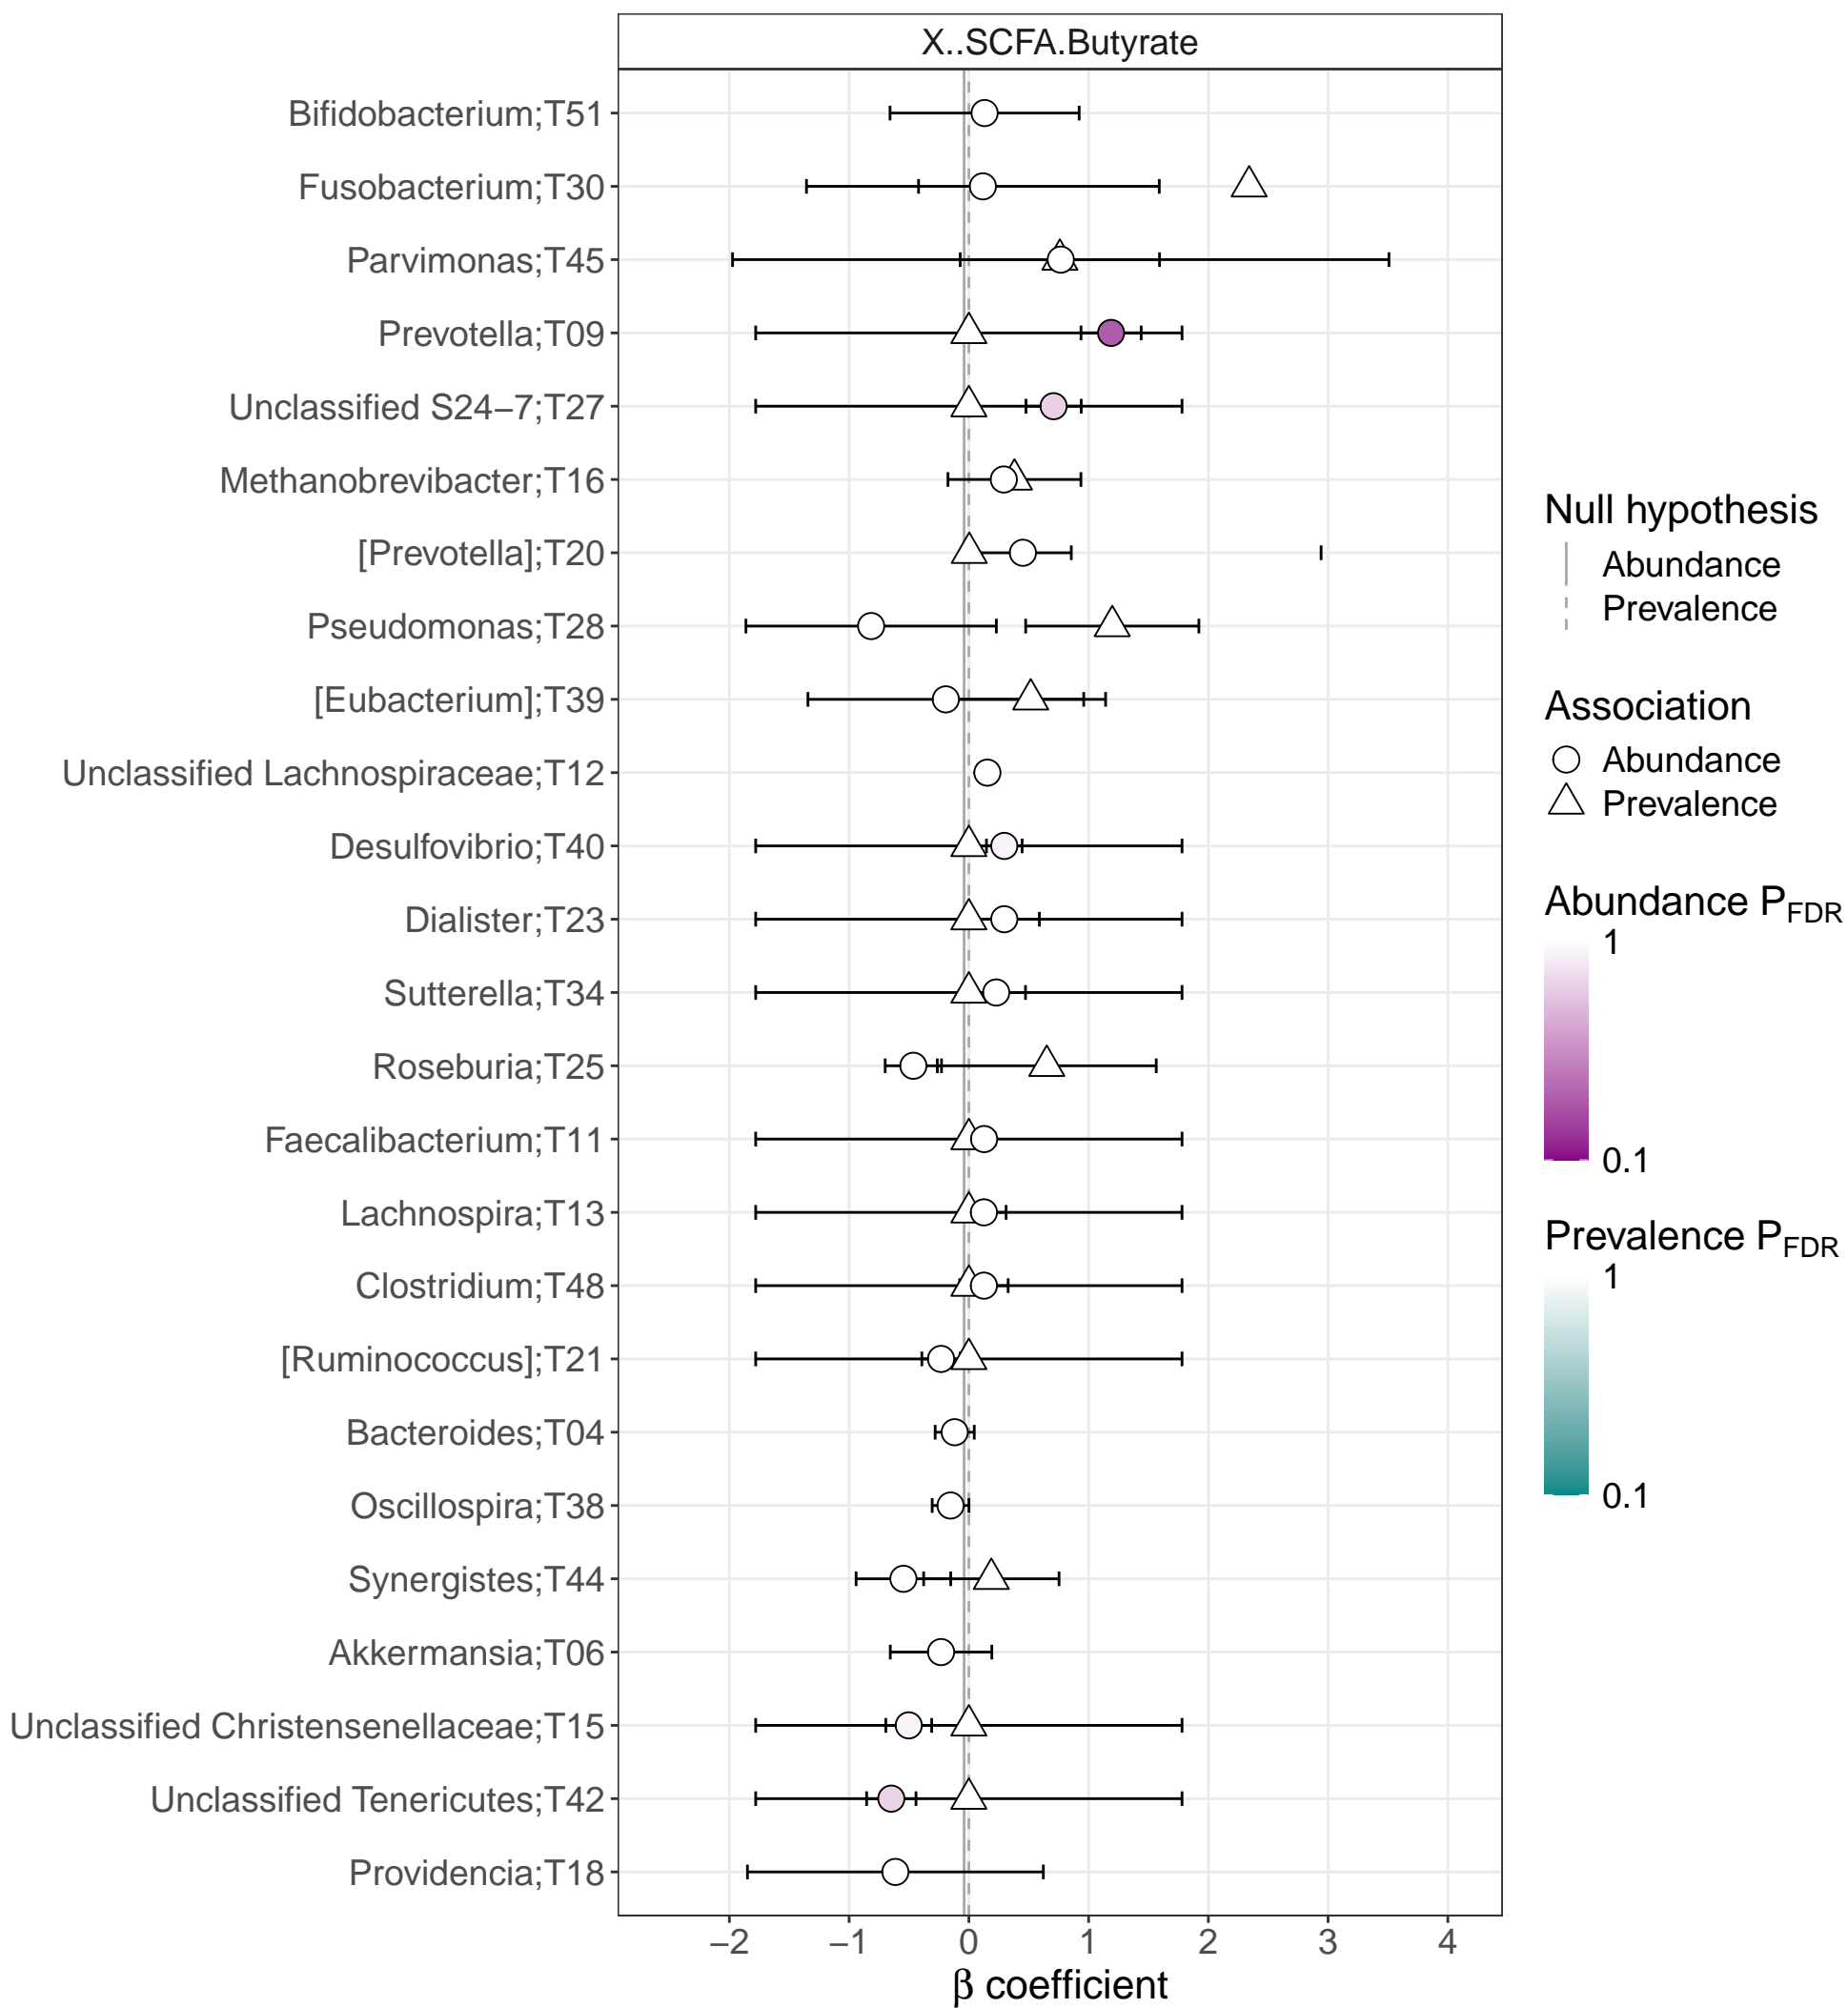 X..SCFA.Butyrate
Bifidobacterium;T51
Fusobacterium;T30
Parvimonas;T45
Prevotella;T09
Unclassified S24−7;T27
Methanobrevibacter;T16
[Prevotella];T20
Pseudomonas;T28
[Eubacterium];T39
Unclassified Lachnospiraceae;T12
Desulfovibrio;T40
Dialister;T23
Sutterella;T34
Roseburia;T25
Faecalibacterium;T11
Lachnospira;T13
Clostridium;T48
[Ruminococcus];T21
Bacteroides;T04
Oscillospira;T38
Synergistes;T44
Akkermansia;T06
Unclassified Christensenellaceae;T15
Unclassified Tenericutes;T42
Providencia;T18
−2 −1 0 1 2 3 4
β coefficient
Null hypothesis
Abundance
Prevalence
Association
Abundance
Prevalence
Abundance PFDR
1
0.1
Prevalence PFDR
1
0.1